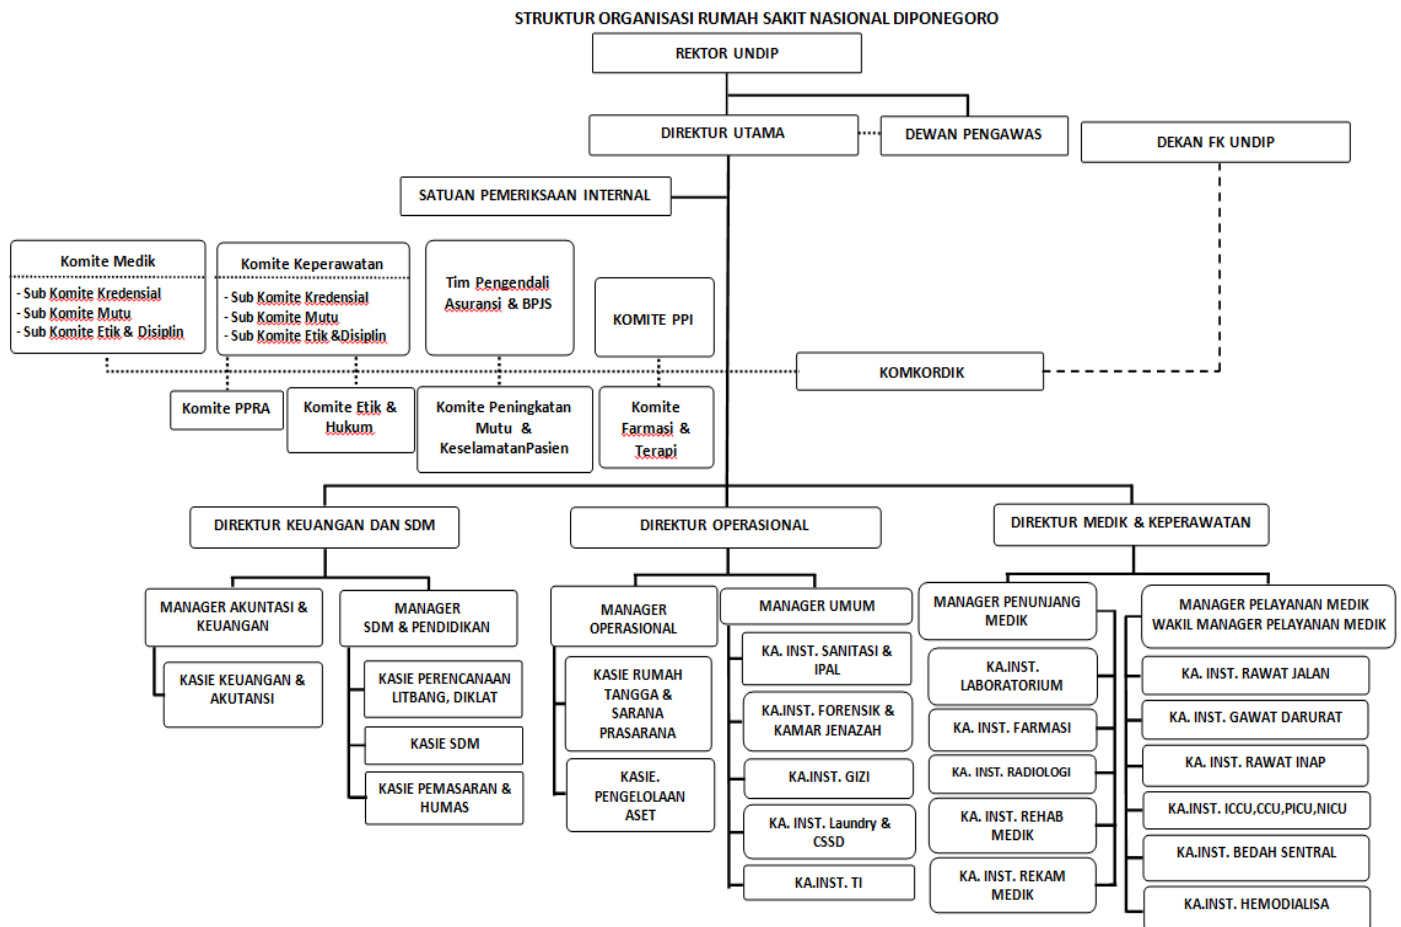 STRUKTUR ORGANISASI RUMAH SAKIT NASIONAL DIPONEGORO
REKTOR UNDIP
DIREKTUR UTAMA
DEWAN PENGAWAS
DEKAN FK UNDIP
SATUAN PEMERIKSAAN INTERNAL
Komite Medik
- Sub Komite Kredensial
- Sub Komite Mutu
- Sub Komite Etik & Disiplin
Komite Keperawatan
- Sub Komite Kredensial
- Sub Komite Mutu
- Sub Komite Etik &Disiplin
Tim Pengendali
Asuransi & BPJS
KOMITE PPI
KOMKORDIK
Komite PPRA
Komite Etik &
Hukum
Komite Peningkatan
Mutu &
KeselamatanPasien
Komite
Farmasi &
Terapi
DIREKTUR KEUANGAN DAN SDM
DIREKTUR OPERASIONAL
DIREKTUR MEDIK & KEPERAWATAN
MANAGER AKUNTASI &
KEUANGAN
KASIE KEUANGAN &
AKUTANSI
MANAGER
SDM & PENDIDIKAN
KASIE PERENCANAAN
LITBANG, DIKLAT
KASIE SDM
KASIE PEMASARAN &
HUMAS
MANAGER
OPERASIONAL
KASIE RUMAH
TANGGA &
SARANA
PRASARANA
KASIE.
PENGELOLAAN
ASET
MANAGER UMUM
KA. INST. SANITASI &
IPAL
KA.INST. FORENSIK &
KAMAR JENAZAH
KA.INST. GIZI
KA. INST. Laundry &
CSSD
KA.INST. TI
MANAGER PENUNJANG
MEDIK
KA.INST.
LABORATORIUM
KA. INST. FARMASI
KA. INST. RADIOLOGI
KA. INST. REHAB
MEDIK
KA. INST. REKAM
MEDIK
MANAGER PELAYANAN MEDIK
WAKIL MANAGER PELAYANAN MEDIK
KA. INST. RAWAT JALAN
KA. INST. GAWAT DARURAT
KA. INST. RAWAT INAP
KA.INST. ICCU,CCU,PICU,NICU
KA.INST. BEDAH SENTRAL
KA.INST. HEMODIALISA